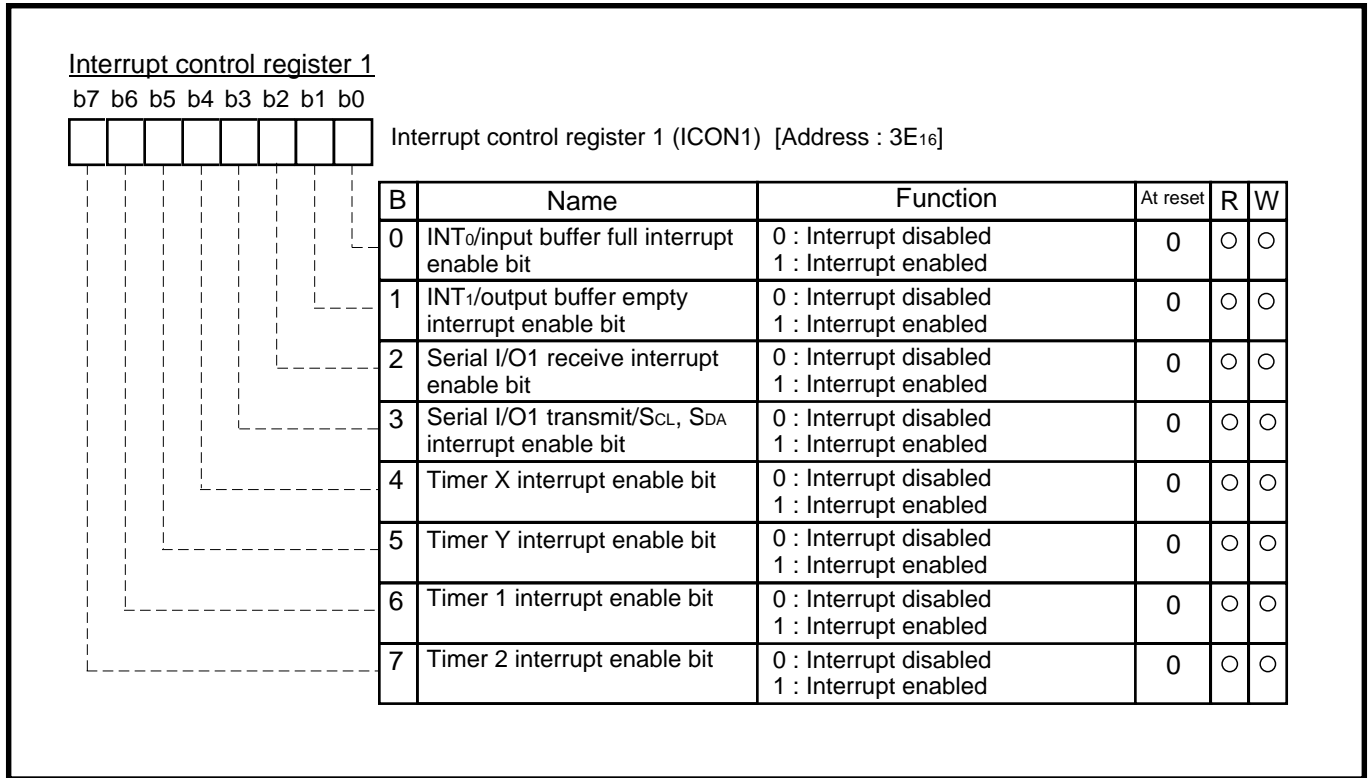 Interrupt control register 1
b7 b6 b5 b4 b3 b2 b1 b0
Interrupt control register 1 (ICON1) [Address : 3E16]
B Name Function At reset R W
0 INT0/input buffer full interrupt enable bit 0 : Interrupt disabled 1 : Interrupt enabled 0 ○ ○
1 INT1/output buffer empty interrupt enable bit 0 : Interrupt disabled 1 : Interrupt enabled 0 ○ ○
2 Serial I/O1 receive interrupt enable bit 0 : Interrupt disabled 1 : Interrupt enabled 0 ○ ○
3 Serial I/O1 transmit/SCL, SDA interrupt enable bit 0 : Interrupt disabled 1 : Interrupt enabled 0 ○ ○
4 Timer X interrupt enable bit 0 : Interrupt disabled 1 : Interrupt enabled 0 ○ ○
5 Timer Y interrupt enable bit 0 : Interrupt disabled 1 : Interrupt enabled 0 ○ ○
6 Timer 1 interrupt enable bit 0 : Interrupt disabled 1 : Interrupt enabled 0 ○ ○
7 Timer 2 interrupt enable bit 0 : Interrupt disabled 1 : Interrupt enabled 0 ○ ○